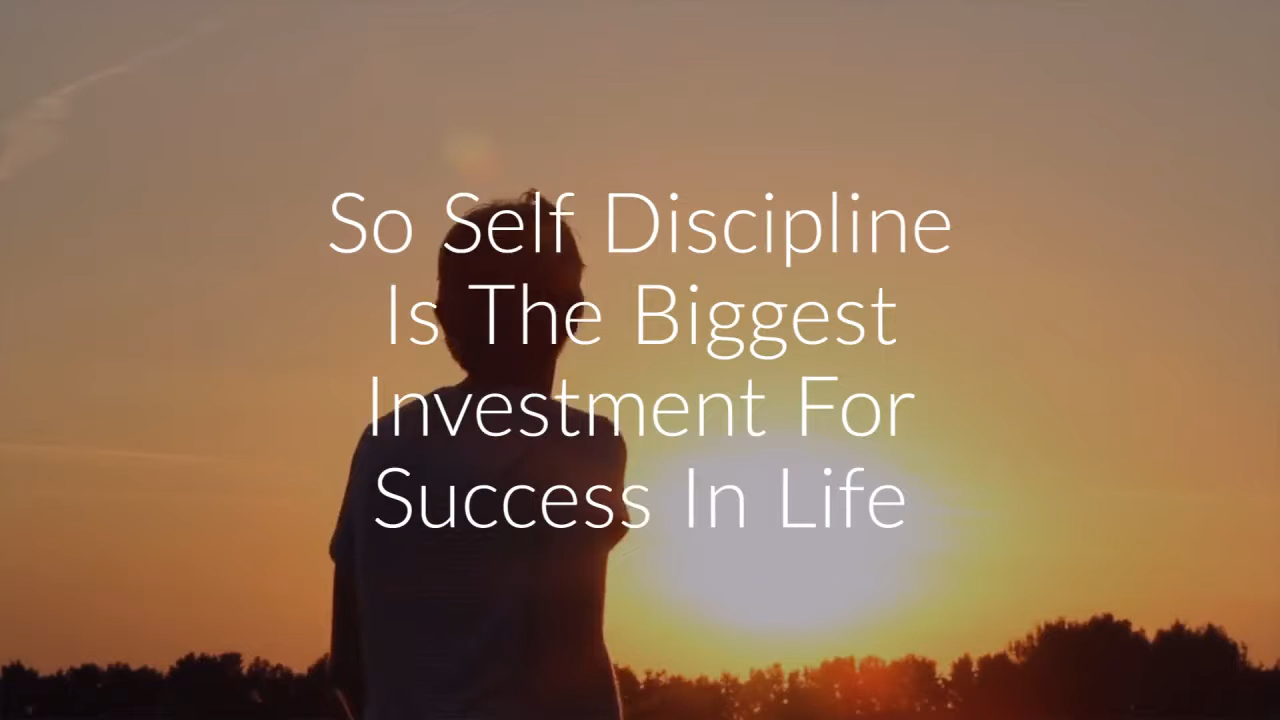 So Self Discipline
Is The Biggest
Investment For
Success In Life